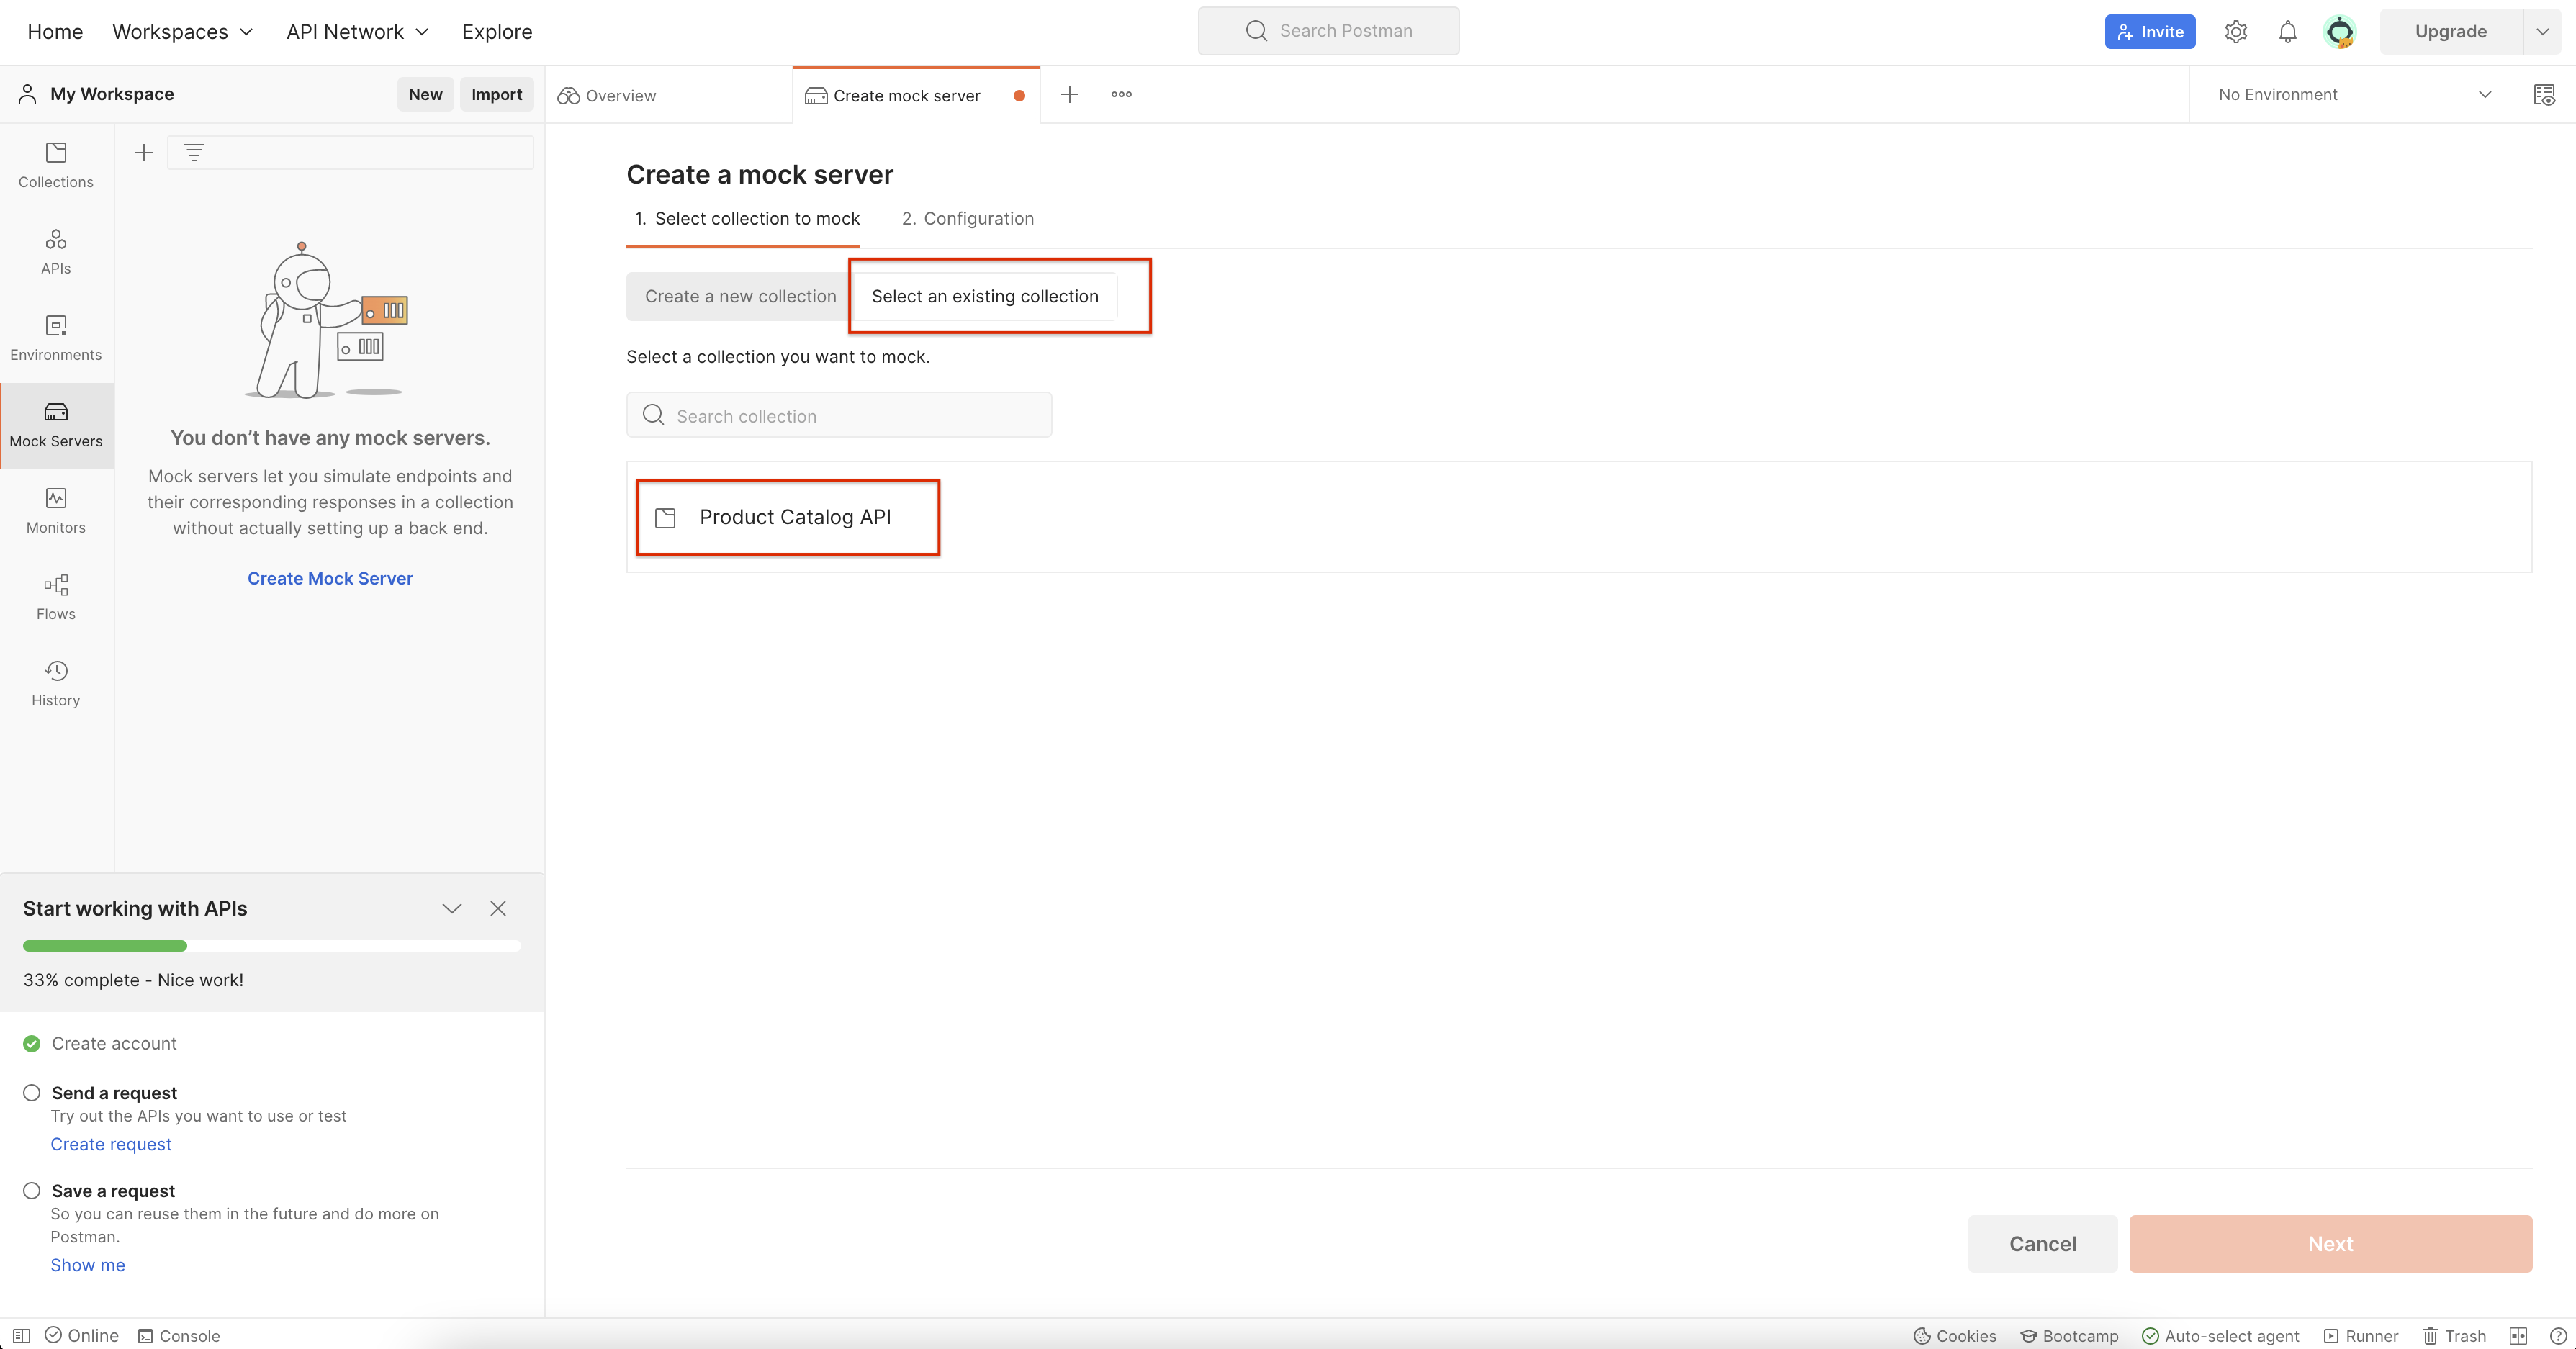 Home Workspaces API Network Explore Search Postman Invite Upgrade
My Workspace New Import Overview Create mock server No Environment
Collections
APIs
Environments
Mock Servers
Monitors
Flows
History
You don’t have any mock servers.
Mock servers let you simulate endpoints and
their corresponding responses in a collection
without actually setting up a back end.
Create Mock Server
Start working with APIs
33% complete - Nice work!
Create account
Send a request
Try out the APIs you want to use or test
Create request
Save a request
So you can reuse them in the future and do more on
Postman.
Show me
Create a mock server
1. Select collection to mock 2. Configuration
Create a new collection Select an existing collection
Select a collection you want to mock.
Search collection
Product Catalog API
Cancel Next
Online Console Cookies Bootcamp Auto-select agent Runner Trash